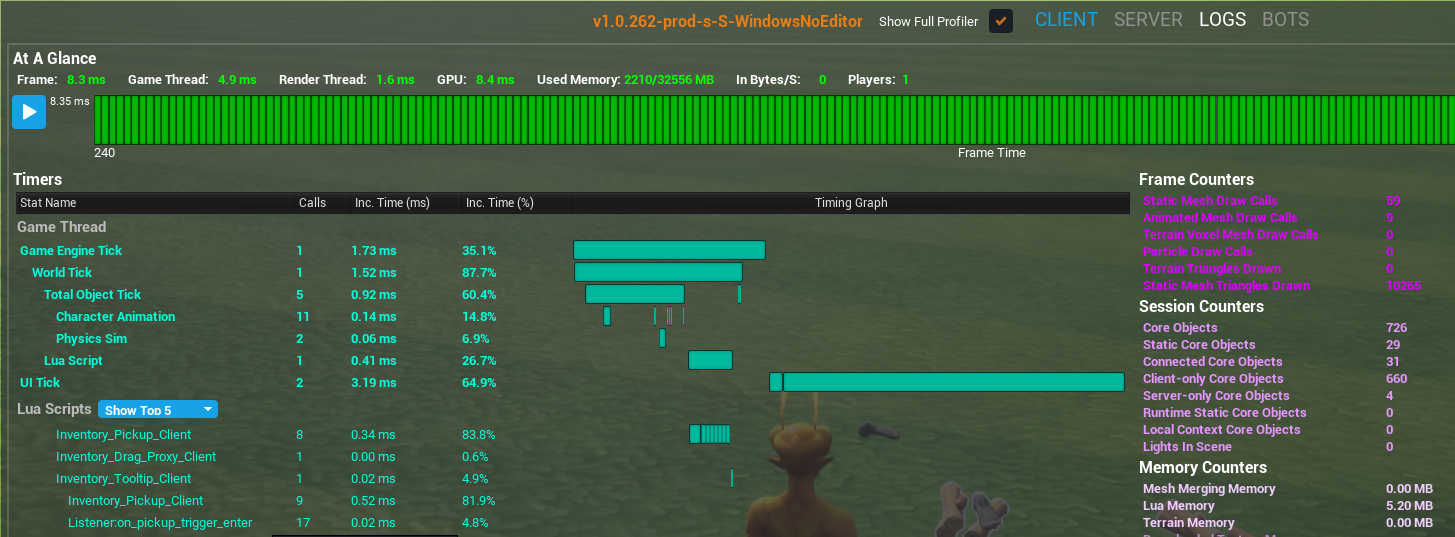 v1.0.262-prod-s-S-WindowsNoEditor Show Full Profiler CLIENT SERVER LOGS BOTS
At A Glance
Frame: 8.3 ms Game Thread: 4.9 ms Render Thread: 1.6 ms GPU: 8.4 ms Used Memory: 2210/32556 MB In Bytes/S: 0 Players: 1
8.35 ms
240 Frame Time
Timers
Stat Name Calls Inc. Time (ms) Inc. Time (%) Timing Graph
Game Thread
Game Engine Tick 1 1.73 ms 35.1%
World Tick 1 1.52 ms 87.7%
Total Object Tick 5 0.92 ms 60.4%
Character Animation 11 0.14 ms 14.8%
Physics Sim 2 0.06 ms 6.9%
Lua Script 1 0.41 ms 26.7%
UI Tick 2 3.19 ms 64.9%
Lua Scripts Show Top 5
Inventory_Pickup_Client 8 0.34 ms 83.8%
Inventory_Drag_Proxy_Client 1 0.00 ms 0.6%
Inventory_Tooltip_Client 1 0.02 ms 4.9%
Inventory_Pickup_Client 9 0.52 ms 81.9%
Listener:on_pickup_trigger_enter 17 0.02 ms 4.8%
Frame Counters
Static Mesh Draw Calls 59
Animated Mesh Draw Calls 9
Terrain Voxel Mesh Draw Calls 0
Particle Draw Calls 0
Terrain Triangles Drawn 0
Static Mesh Triangles Drawn 10265
Session Counters
Core Objects 726
Static Core Objects 29
Connected Core Objects 31
Client-only Core Objects 660
Server-only Core Objects 4
Runtime Static Core Objects 0
Local Context Core Objects 0
Lights In Scene 0
Memory Counters
Mesh Merging Memory 0.00 MB
Lua Memory 5.20 MB
Terrain Memory 0.00 MB